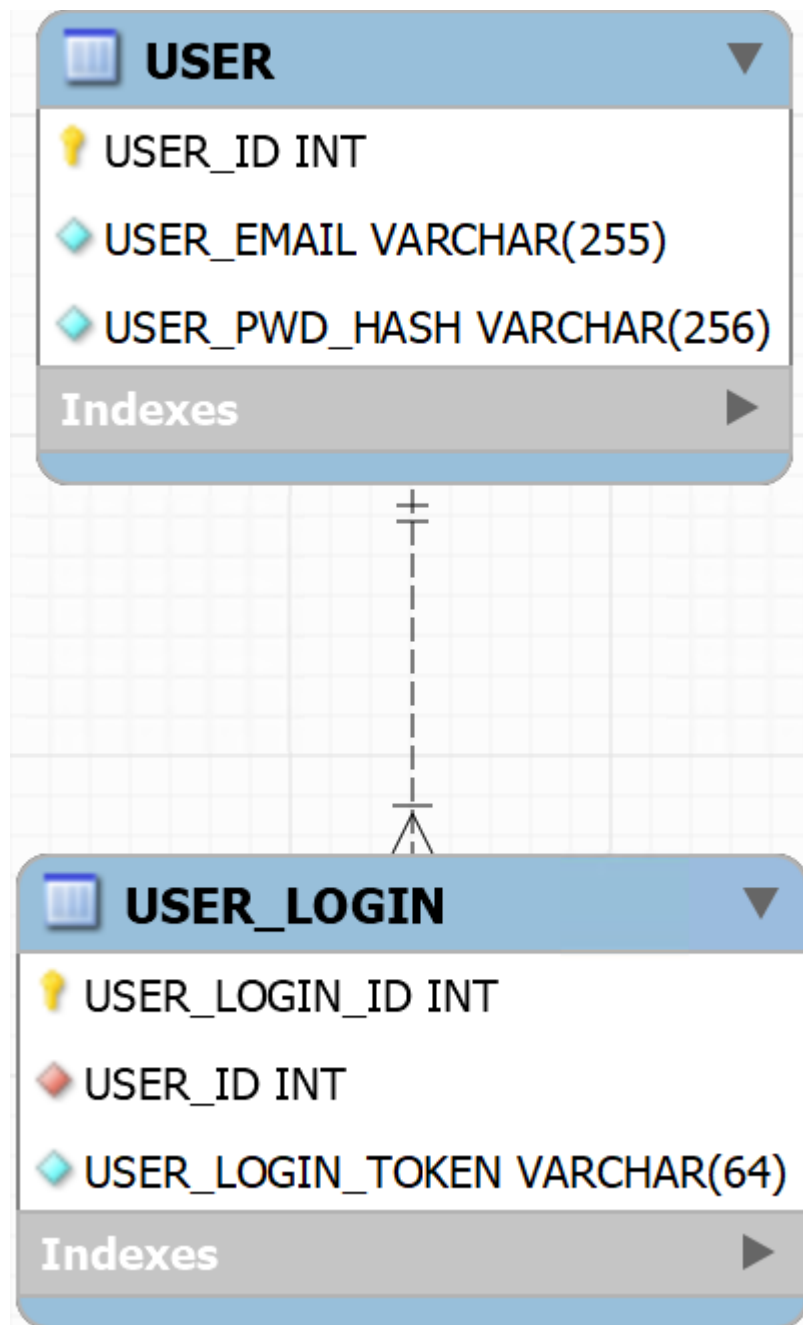 USER
USER_ID INT
USER_EMAIL VARCHAR(255)
USER_PWD_HASH VARCHAR(256)
Indexes
USER_LOGIN
USER_LOGIN_ID INT
USER_ID INT
USER_LOGIN_TOKEN VARCHAR(64)
Indexes